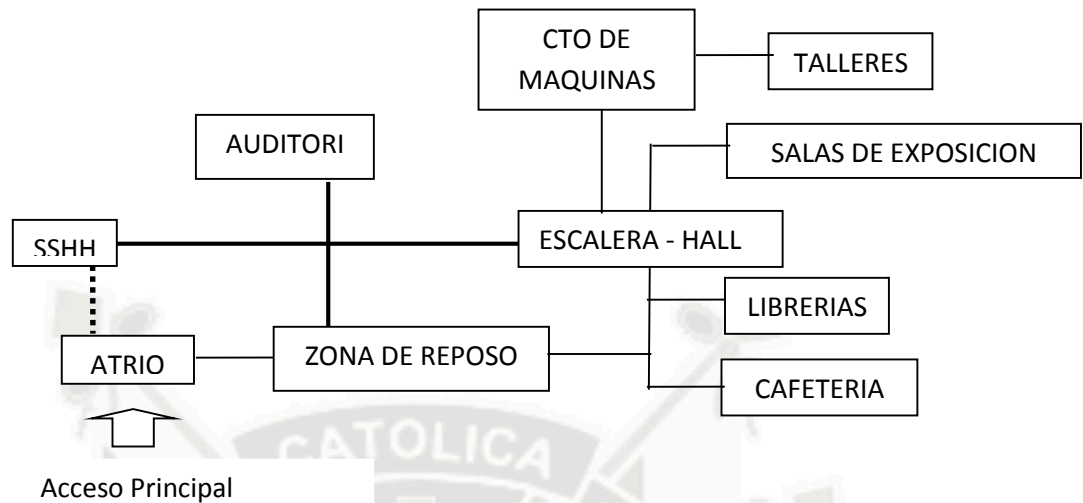 CTO DE
MAQUINAS
TALLERES
AUDITORI
SALAS DE EXPOSICION
SSHH
ESCALERA - HALL
LIBRERIAS
ATRIO
ZONA DE REPOSO
CAFETERIA
CATOLICA
Acceso Principal